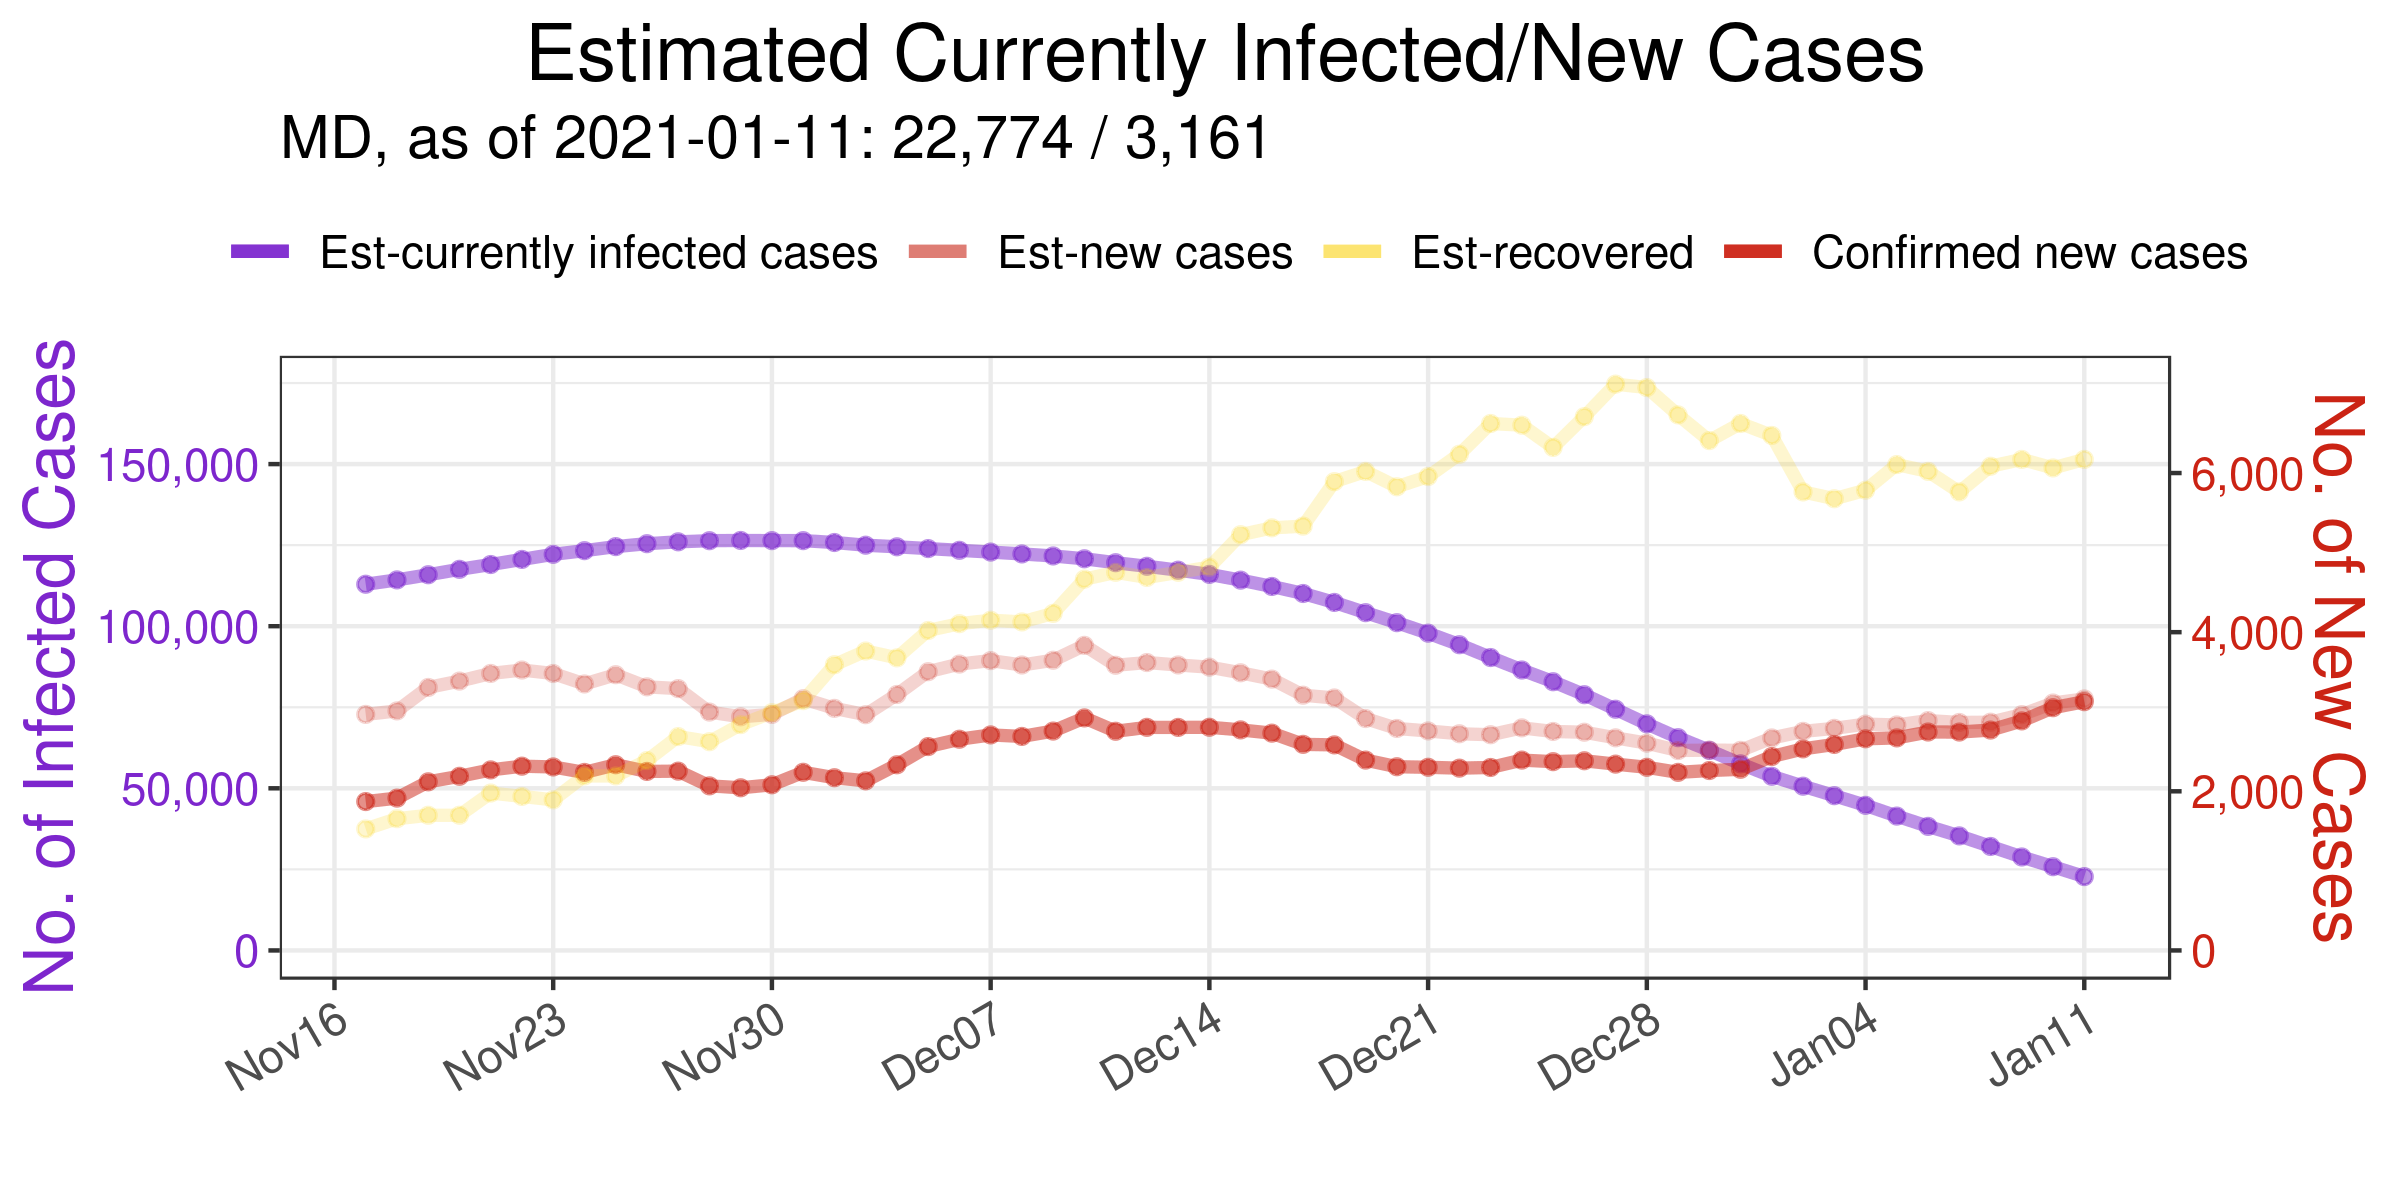 Estimated Currently Infected/New Cases
MD, as of 2021-01-11: 22,774 / 3,161
Est-currently infected cases Est-new cases Est-recovered Confirmed new cases
No. of Infected Cases
150,000
100,000
50,000
0
6,000
4,000
2,000
0
No. of New Cases
Nov16 Nov23 Nov30 Dec07 Dec14 Dec21 Dec28 Jan04 Jan11